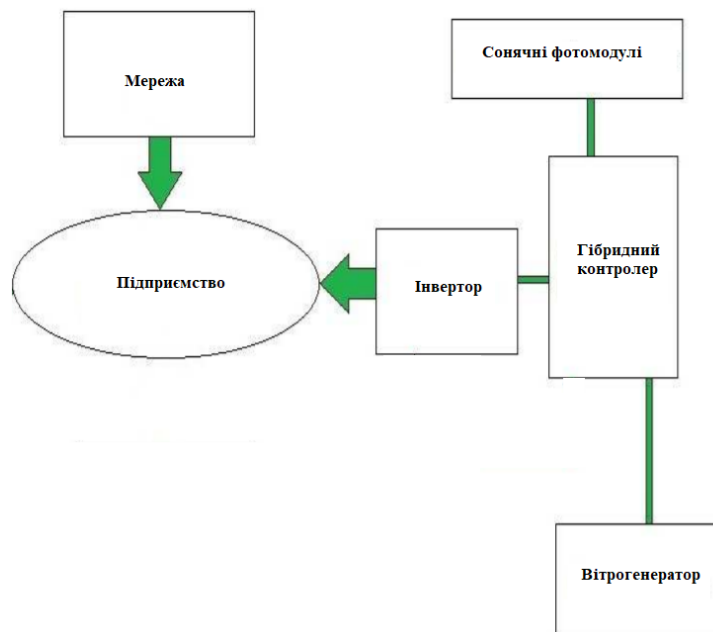 Мережа
Сонячні фотомодулі
Підприємство
Інвертор
Гібридний
контролер
Вітрогенератор